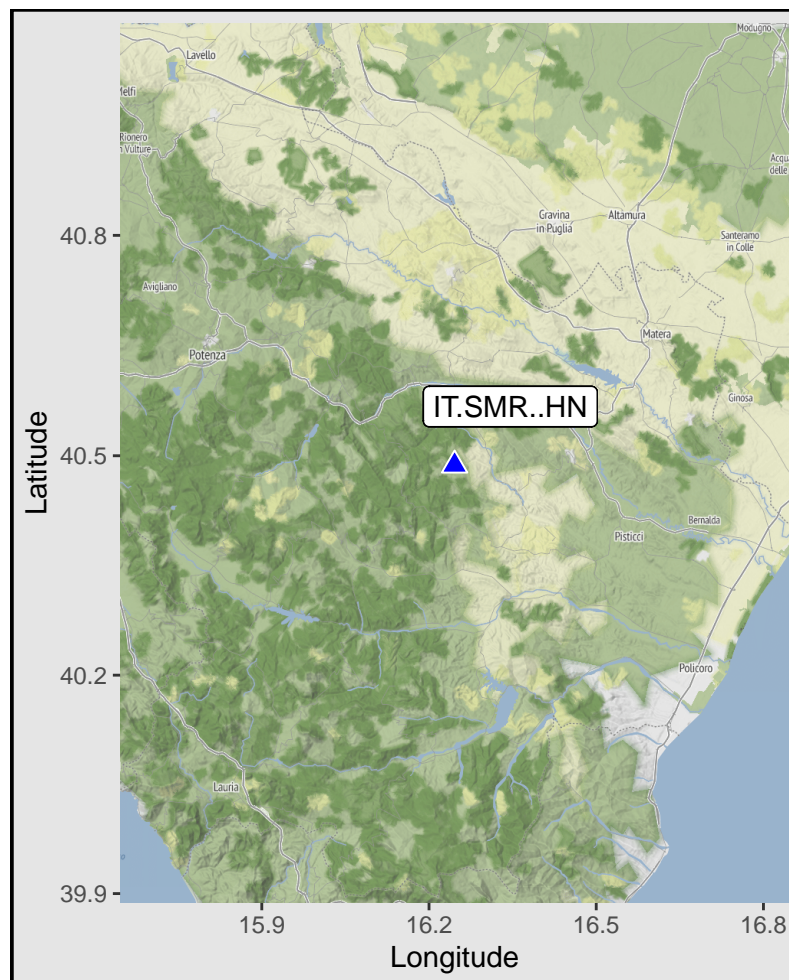 Modugno
Lavello
Melfi
Rionero
in Vulture
Acqua
delle
40.8
Gravina
in Puglia
Altamura
Santeramo
in Colle
Avigliano
Matera
Potenza
Ginosa
IT.SMR..HN
Latitude
40.5
Bernalda
Pisticci
40.2
Policoro
Lauria
39.9
15.9
16.2
16.5
16.8
Longitude